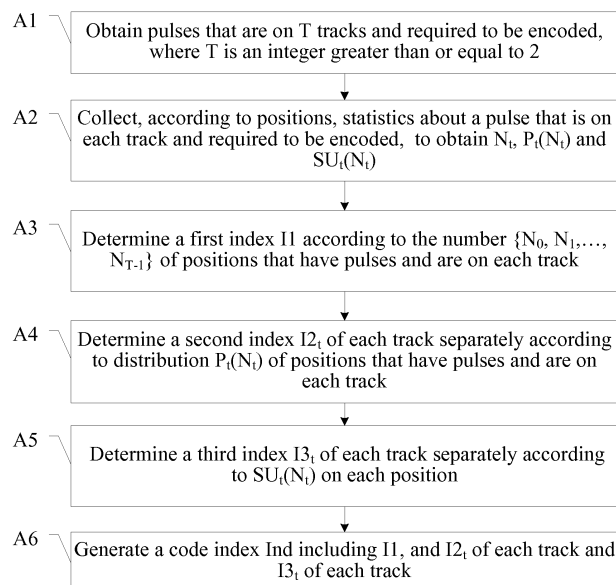 A1
Obtain pulses that are on T tracks and required to be encoded,
where T is an integer greater than or equal to 2
A2
Collect, according to positions, statistics about a pulse that is on
each track and required to be encoded, to obtain Nₜ, Pₜ(Nₜ) and
SUₜ(Nₜ)
A3
Determine a first index I1 according to the number {N₀, N₁,…,
N_T-1} of positions that have pulses and are on each track
A4
Determine a second index I2ₜ of each track separately according
to distribution Pₜ(Nₜ) of positions that have pulses and are on
each track
A5
Determine a third index I3ₜ of each track separately according
to SUₜ(Nₜ) on each position
A6
Generate a code index Ind including I1, and I2ₜ of each track and
I3ₜ of each track